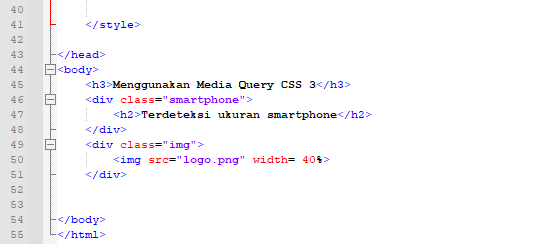 40
41 </style>
42
43 </head>
44 <body>
45 <h3>Menggunakan Media Query CSS 3</h3>
46 <div class="smartphone">
47 <h2>Terdeteksi ukuran smartphone</h2>
48 </div>
49 <div class="img">
50 <img src="logo.png" width= 40%>
51 </div>
52
53
54 </body>
55 </html>